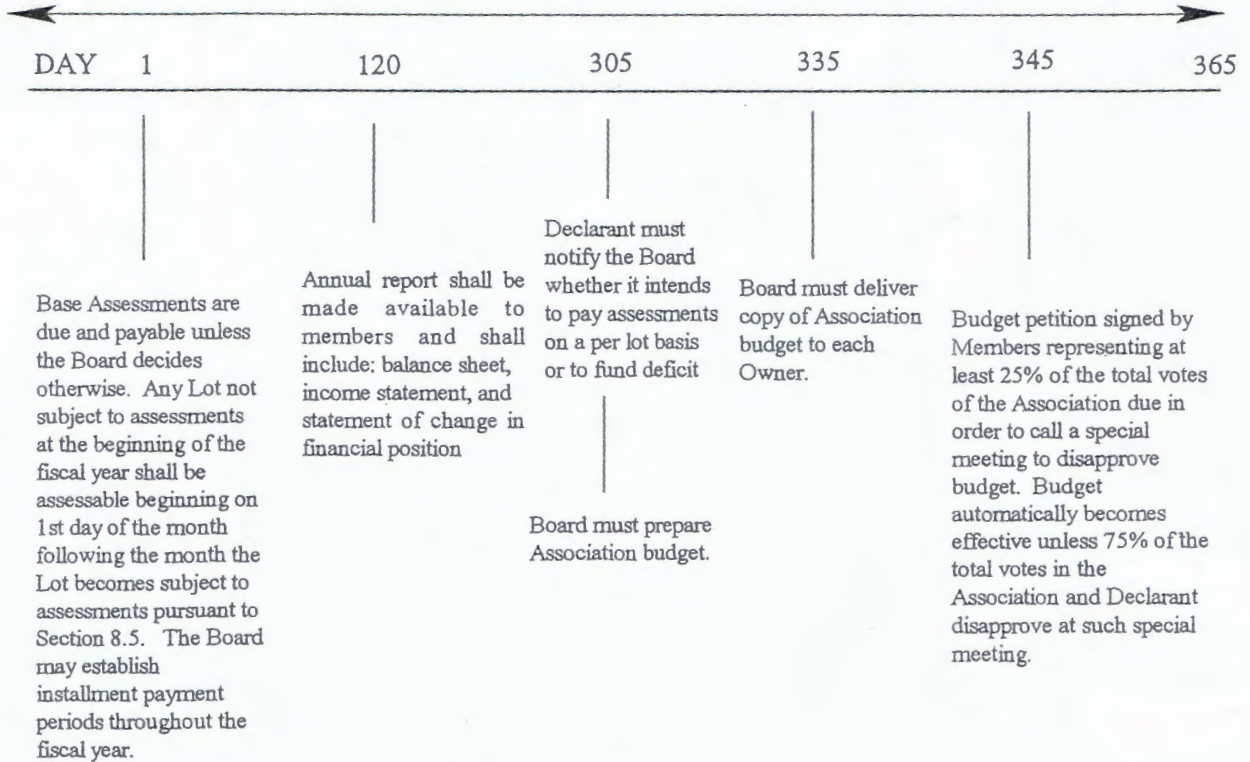 DAY 1 120 305 335 345 365
Base Assessments are
due and payable unless
the Board decides
otherwise. Any Lot not
subject to assessments
at the beginning of the
fiscal year shall be
assessable beginning on
1st day of the month
following the month the
Lot becomes subject to
assessments pursuant to
Section 8.5. The Board
may establish
installment payment
periods throughout the
fiscal year.
Annual report shall be
made available to
members and shall
include: balance sheet,
income statement, and
statement of change in
financial position
Declarant must
notify the Board
whether it intends
to pay assessments
on a per lot basis
or to fund deficit
Board must prepare
Association budget.
Board must deliver
copy of Association
budget to each
Owner.
Budget petition signed by
Members representing at
least 25% of the total votes
of the Association due in
order to call a special
meeting to disapprove
budget. Budget
automatically becomes
effective unless 75% of the
total votes in the
Association and Declarant
disapprove at such special
meeting.